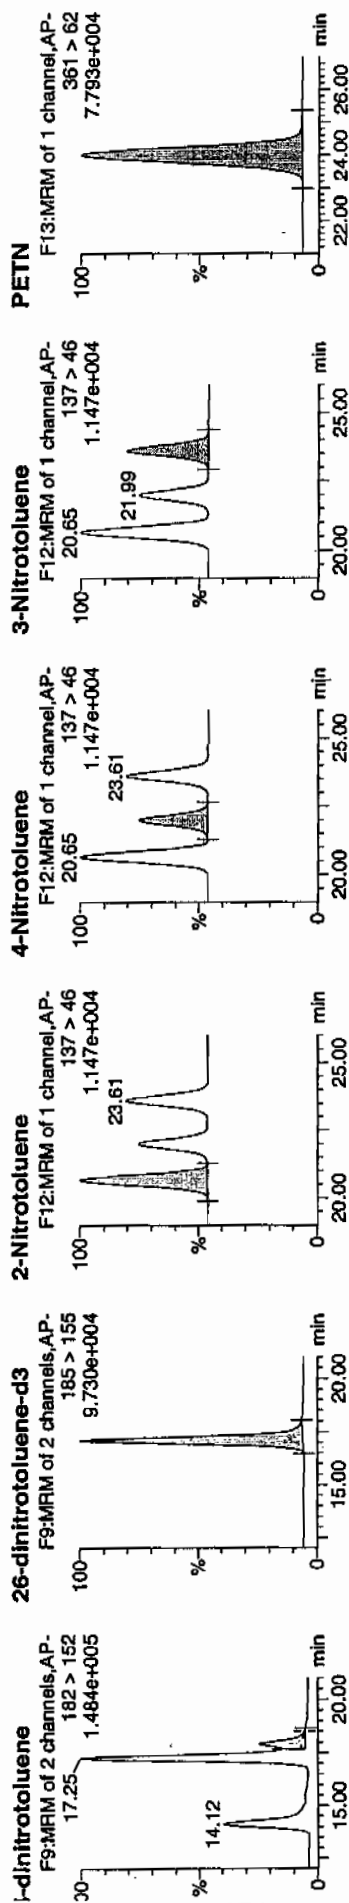 -dinitrotoluene
F9:MRM of 2 channels,AP-
182 > 152
1.484e+005
17.25
14.12
00
%
0
15.00 20.00 min
26-dinitrotoluene-d3
F9:MRM of 2 channels,AP-
185 > 155
9.730e+004
100
%
0
15.00 20.00 min
2-Nitrotoluene
F12:MRM of 1 channel,AP-
137 > 46
1.147e+004
23.61
100
%
0
20.00 25.00 min
4-Nitrotoluene
F12:MRM of 1 channel,AP-
137 > 46
1.147e+004
20.65
23.61
100
%
0
20.00 25.00 min
3-Nitrotoluene
F12:MRM of 1 channel,AP-
137 > 46
1.147e+004
20.65
21.99
100
%
0
20.00 25.00 min
PETN
F13:MRM of 1 channel,AP-
361 > 62
7.793e+004
100
%
0
22.00 24.00 26.00 min